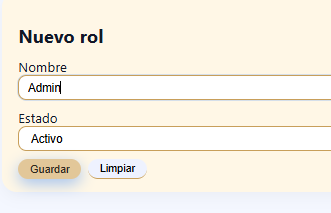 Nuevo rol
Nombre
Admin
Estado
Activo
Guardar Limpiar